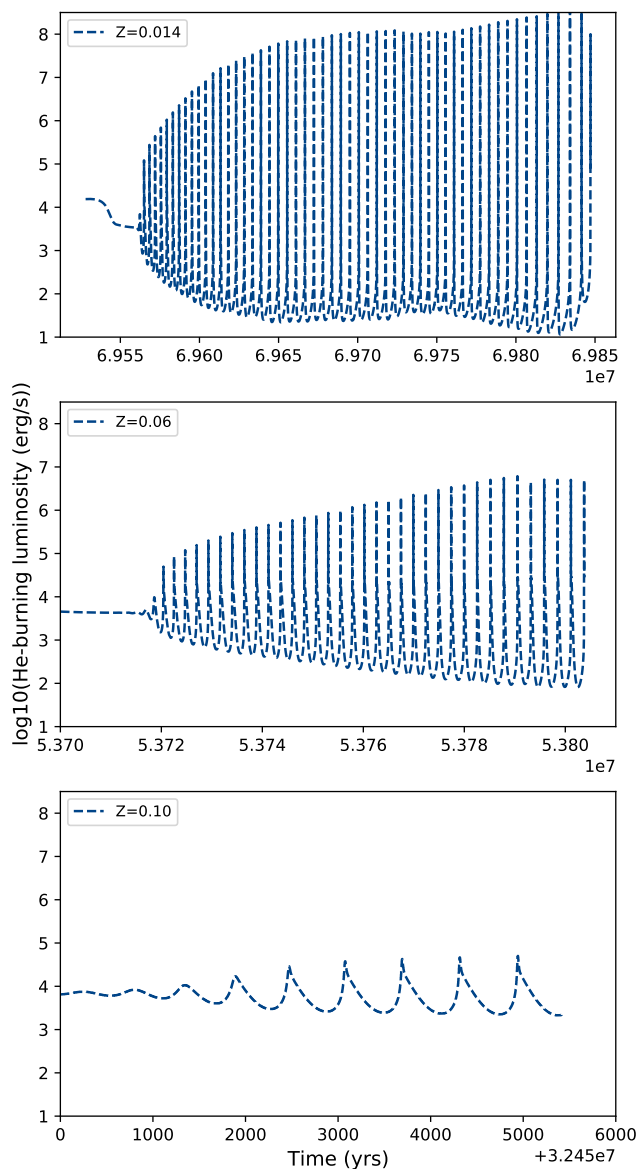 Z=0.014
8
7
6
5
4
3
2
1
6.955 6.960 6.965 6.970 6.975 6.980 6.985
1e7
log10(He-burning luminosity (erg/s))
Z=0.06
8
7
6
5
4
3
2
1
5.370 5.372 5.374 5.376 5.378 5.380
1e7
Z=0.10
8
7
6
5
4
3
2
1
0 1000 2000 3000 4000 5000 6000
Time (yrs)
+3.245e7